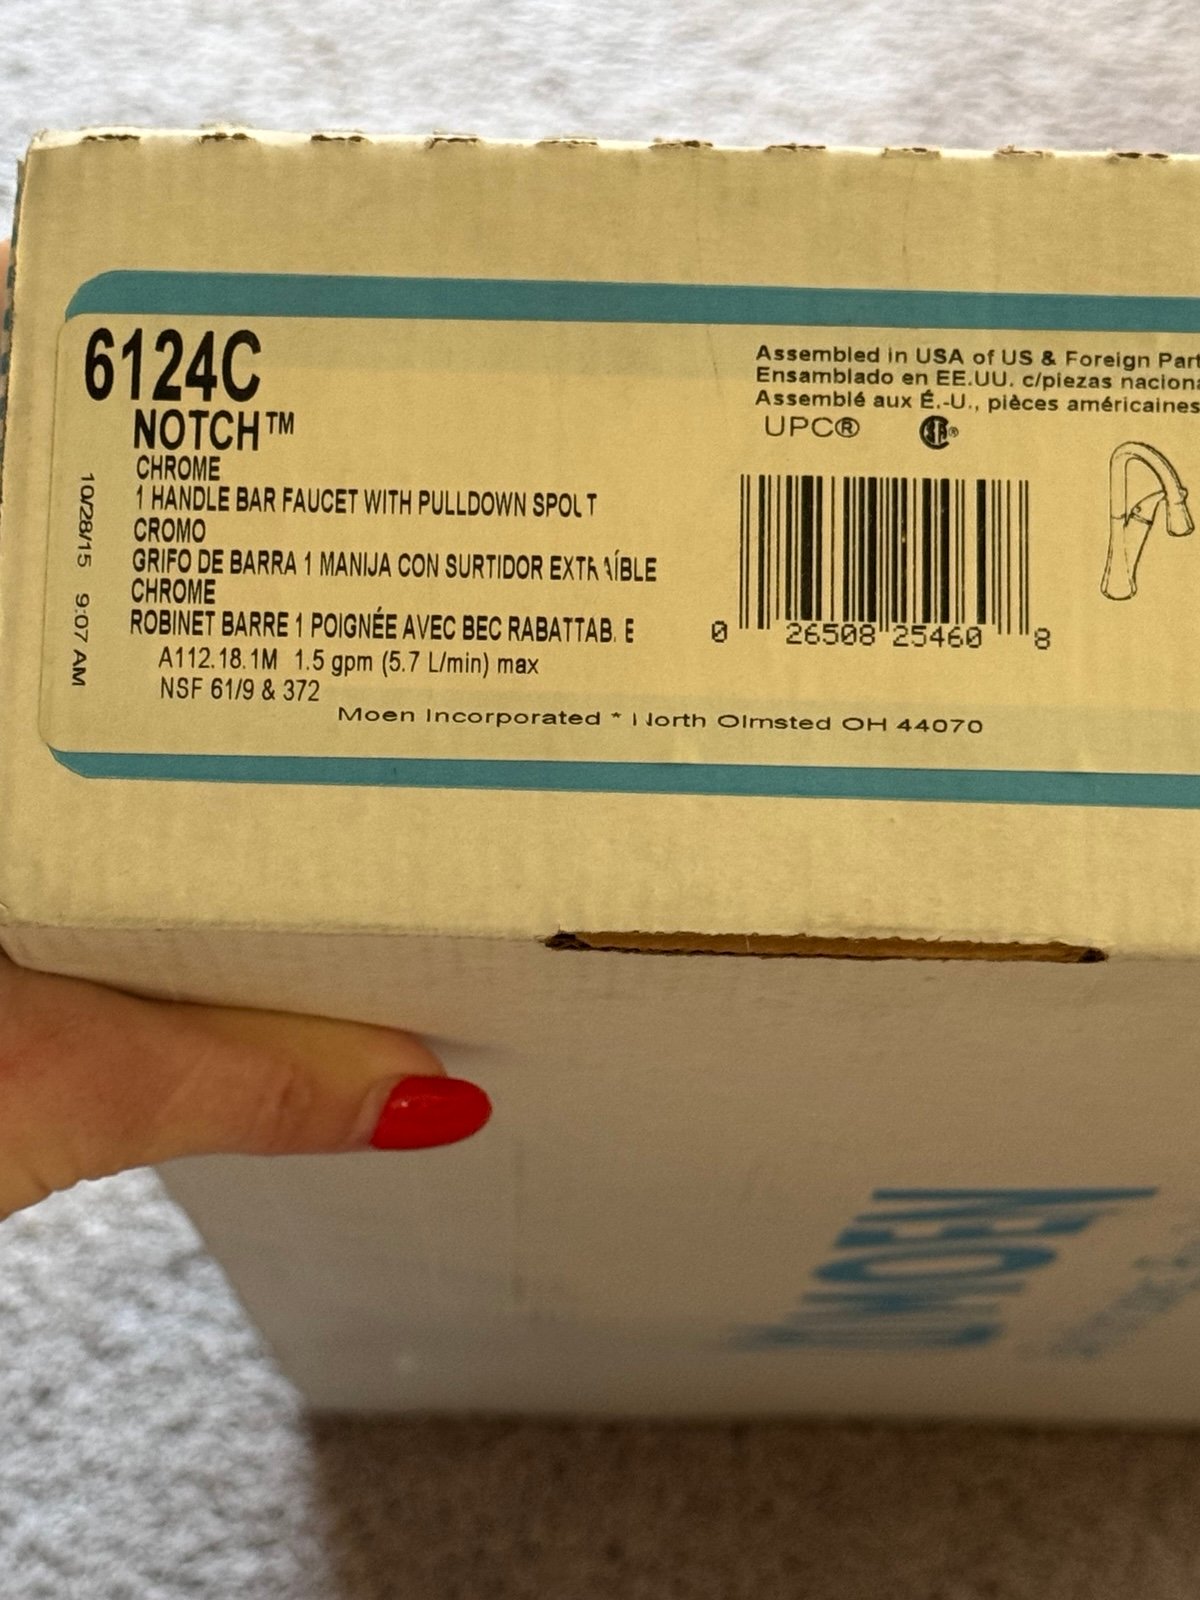 6124C
NOTCH™
CHROME
1 HANDLE BAR FAUCET WITH PULLDOWN SPOUT
CROMO
GRIFO DE BARRA 1 MANIJA CON SURTIDOR EXTRAÍBLE
CHROME
ROBINET BARRE 1 POIGNÉE AVEC BEC RABATTABLE
A112.18.1M 1.5 gpm (5.7 L/min) max
NSF 61/9 & 372
10/28/15 9:07 AM
Assembled in USA of US & Foreign Part
Ensamblado en EE.UU. c/piezas naciona
Assemblé aux É.-U., pièces américaines
UPC®
SA®
0 26508 25460 8
Moen Incorporated * North Olmsted OH 44070
MOEN